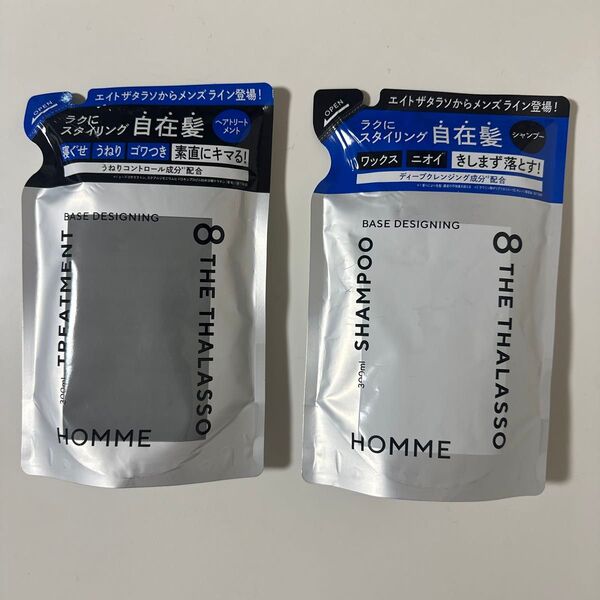 OPEN
エイトザタラソからメンズライン登場!
ラクに
スタイリング
自在髪
ヘアトリート
メント
寝ぐせ うねり ゴワつき 素直にキマる!
うねりコントロール成分 配合
BASE DESIGNING
TREATMENT
300mL
8 THE THALASSO
HOMME
OPEN
エイトザタラソからメンズライン登場!
ラクに
スタイリング
自在髪
シャンプー
ワックス ニオイ きしまず落とす!
ディープクレンジング成分 配合
BASE DESIGNING
SHAMPOO
300mL
8 THE THALASSO
HOMME